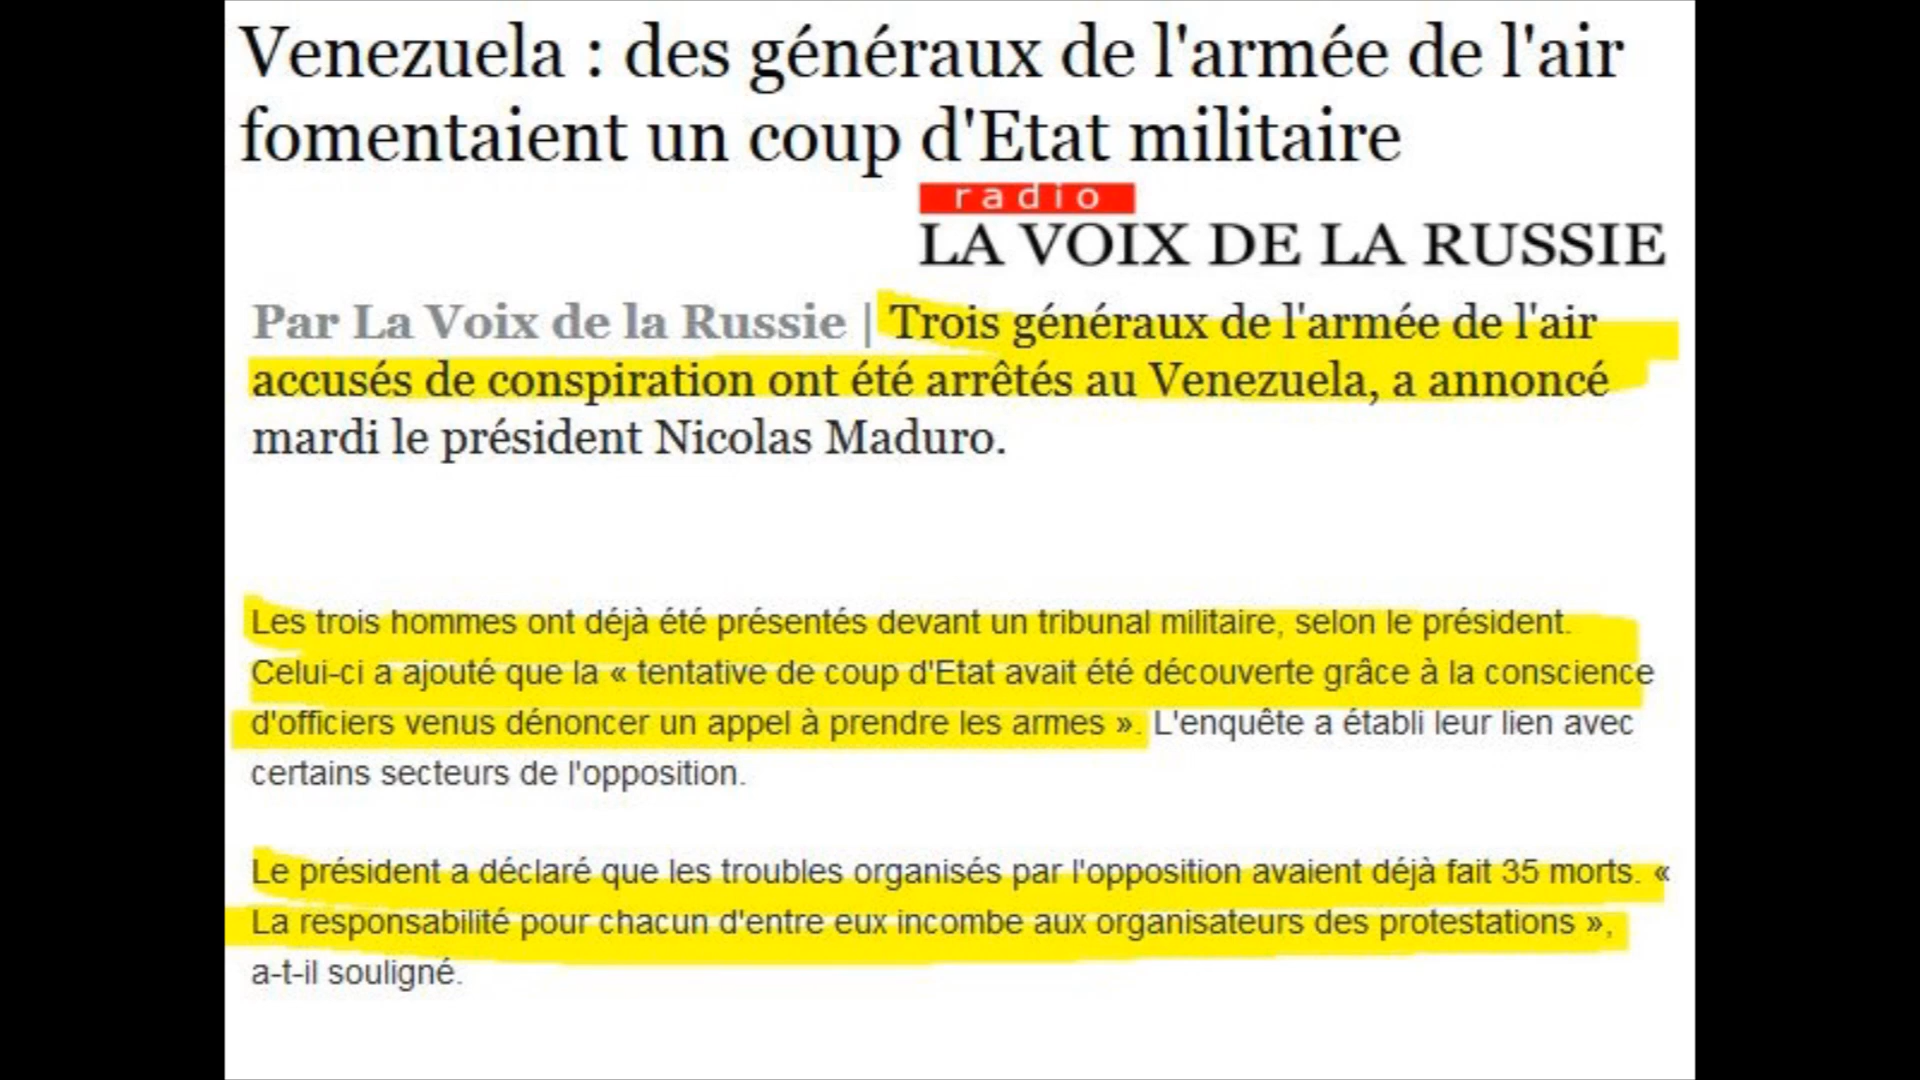 Venezuela : des généraux de l'armée de l'air
fomentaient un coup d'Etat militaire
radio
LA VOIX DE LA RUSSIE
Par La Voix de la Russie | Trois généraux de l'armée de l'air
accusés de conspiration ont été arrêtés au Venezuela, a annoncé
mardi le président Nicolas Maduro.
Les trois hommes ont déjà été présentés devant un tribunal militaire, selon le président.
Celui-ci a ajouté que la « tentative de coup d'Etat avait été découverte grâce à la conscience
d'officiers venus dénoncer un appel à prendre les armes ». L'enquête a établi leur lien avec
certains secteurs de l'opposition.
Le président a déclaré que les troubles organisés par l'opposition avaient déjà fait 35 morts. «
La responsabilité pour chacun d'entre eux incombe aux organisateurs des protestations »,
a-t-il souligné.